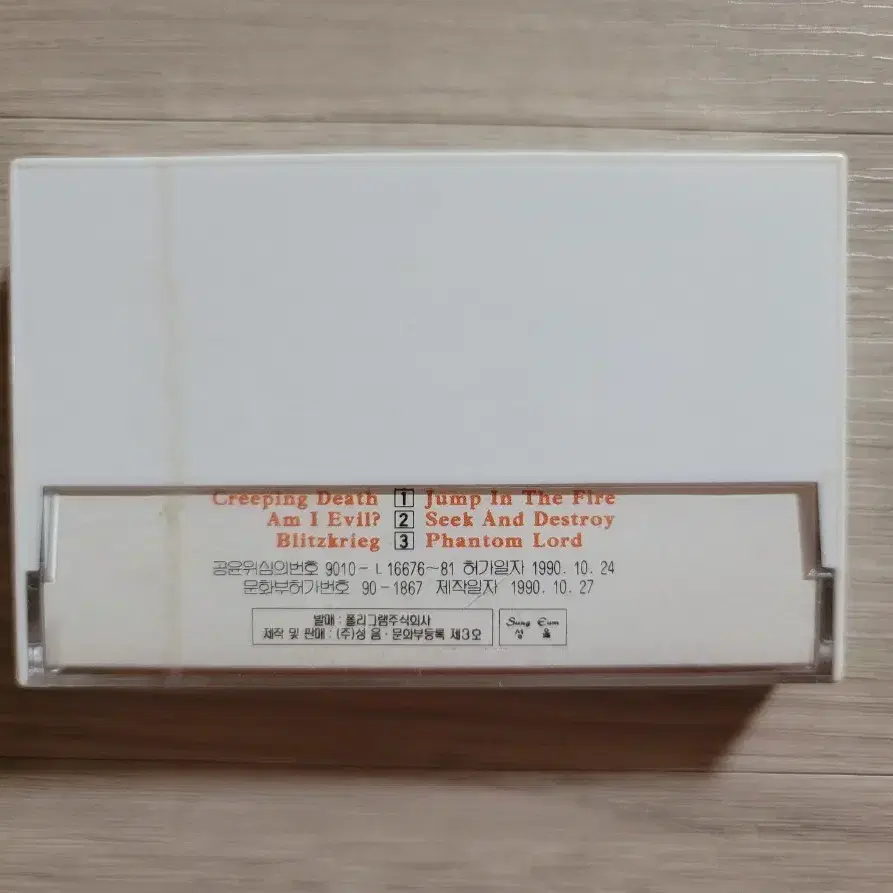 Creeping Death 1 Jump In The Fire
Am I Evil? 2 Seek And Destroy
Blitzkrieg 3 Phantom Lord
공윤위심의번호 9010-L16676~81 허가일자 1990. 10. 24
문화부허가번호 90-1867 제작일자 1990. 10. 27
발매 : 폴리그램주식회사
제작 및 판매 : (주)성음·문화부등록 제3호
Sung Eum
성음